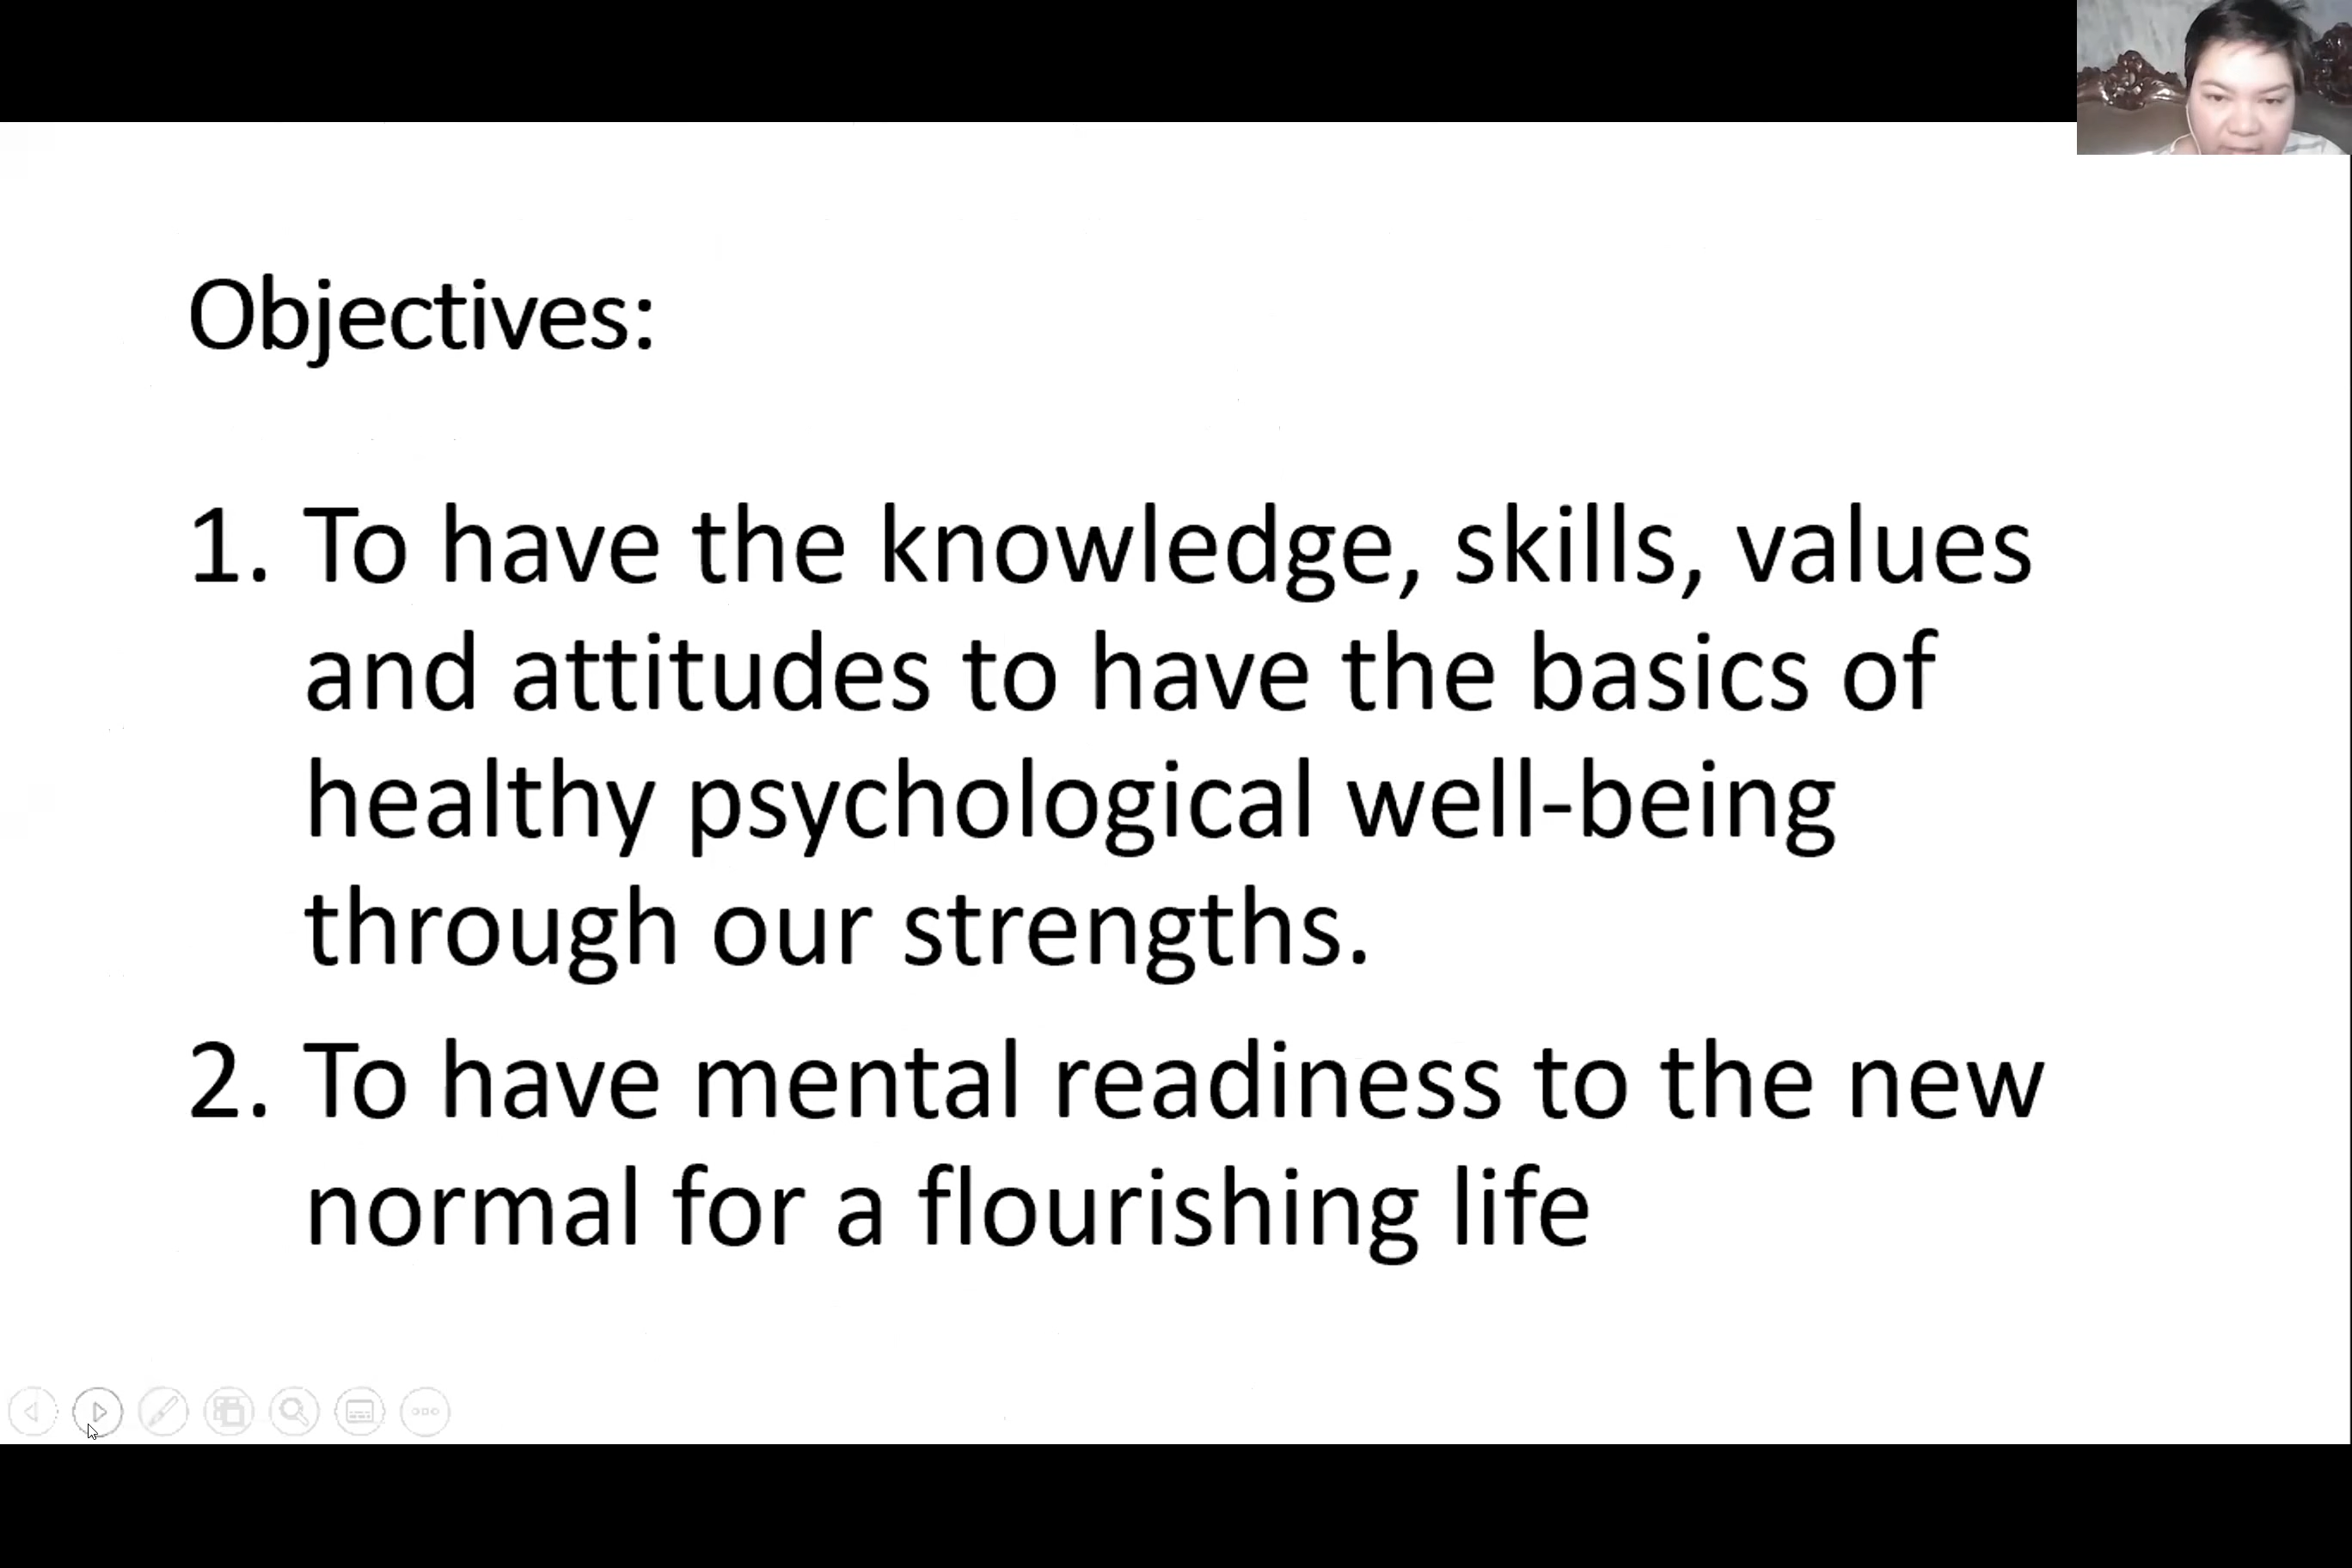 Objectives:
1. To have the knowledge, skills, values
and attitudes to have the basics of
healthy psychological well-being
through our strengths.
2. To have mental readiness to the new
normal for a flourishing life